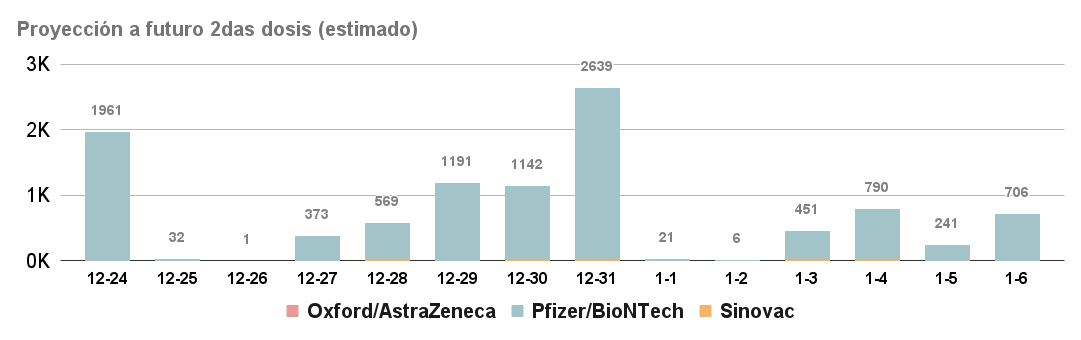 Proyección a futuro 2das dosis (estimado)
3K
2K
1K
0K
1961
32
1
373
569
1191
1142
2639
21
6
451
790
241
706
12-24 12-25 12-26 12-27 12-28 12-29 12-30 12-31 1-1 1-2 1-3 1-4 1-5 1-6
Oxford/AstraZeneca Pfizer/BioNTech Sinovac